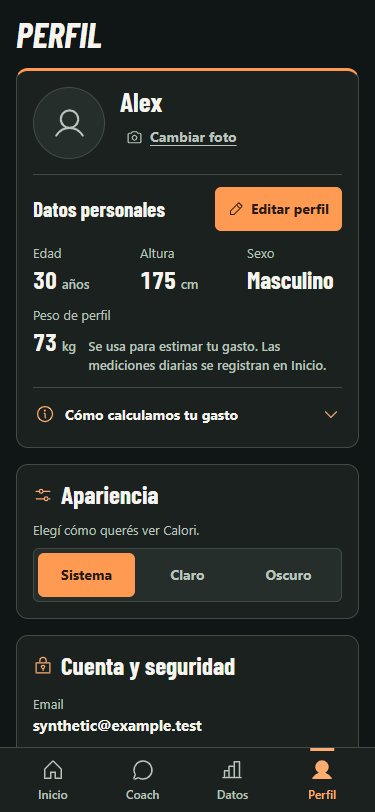 PERFIL
Alex
Cambiar foto
Datos personales
Editar perfil
Edad
Altura
Sexo
30 años
175 cm
Masculino
Peso de perfil
73 kg
Se usa para estimar tu gasto. Las
mediciones diarias se registran en Inicio.
Cómo calculamos tu gasto
Apariencia
Elegí cómo querés ver Calori.
Sistema
Claro
Oscuro
Cuenta y seguridad
Email
synthetic@example.test
Inicio
Coach
Datos
Perfil